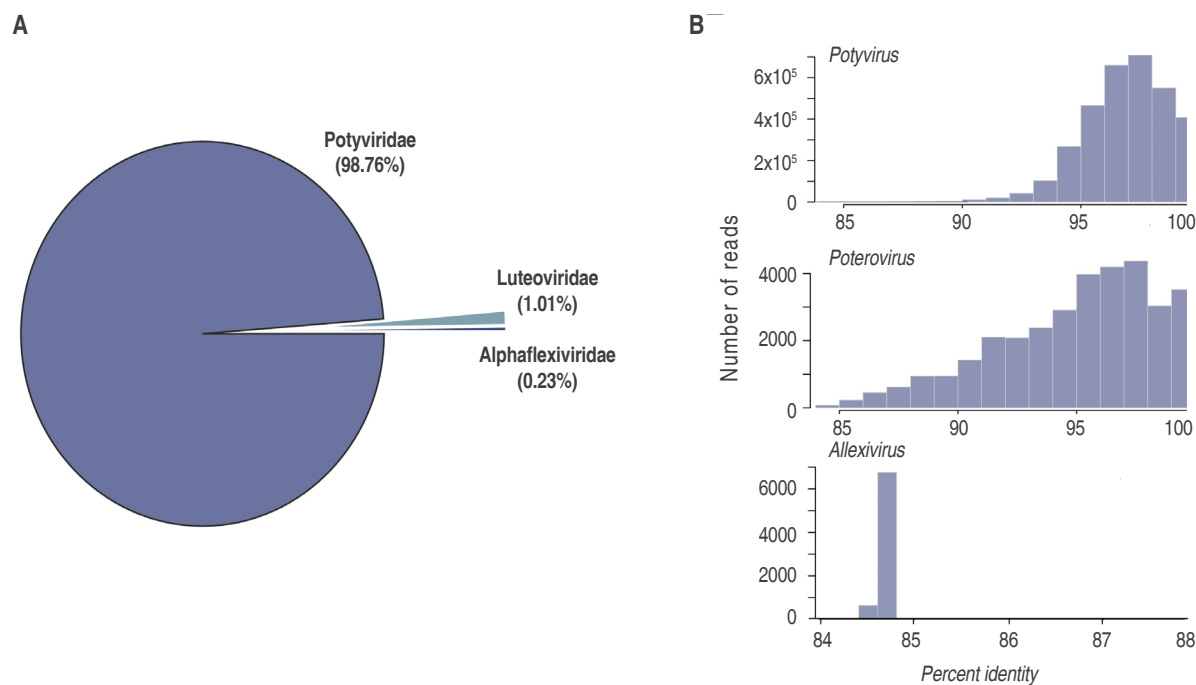 A
Potyviridae
(98.76%)
Luteoviridae
(1.01%)
Alphaflexiviridae
(0.23%)
B
Number of reads
Potyvirus
6x10⁵
4x10⁵
2x10⁵
0
85 90 95 100
Poterovirus
4000
2000
0
85 90 95 100
Allexivirus
6000
4000
2000
0
84 85 86 87 88
Percent identity